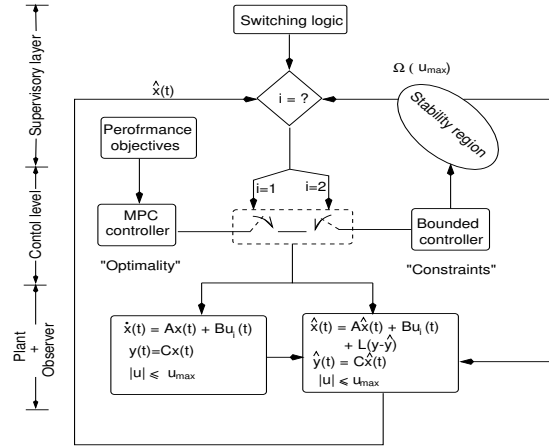 Switching logic
Ω ( u_max)
x̂(t)
i = ?
Stability region
Supervisory layer
Perofrmance
objectives
i=1
i=2
Contol level
MPC
controller
Bounded
controller
"Optimality"
"Constraints"
Plant
+
Observer
ẋ(t) = Ax(t) + Bu_i (t)
y(t)=Cx(t)
|u| ⩽ u_max
x̂(t) = Ax̂(t) + Bu_i (t)
+ L(y-ŷ)
ŷ(t) = Cx̂(t)
|u| ⩽ u_max